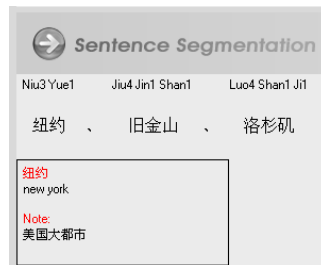 Sentence Segmentation
Niu3 Yue1 Jiu4 Jin1 Shan1 Luo4 Shan1 Ji1
纽约 、 旧金山 、 洛杉矶
纽约
new york
Note:
美国大都市